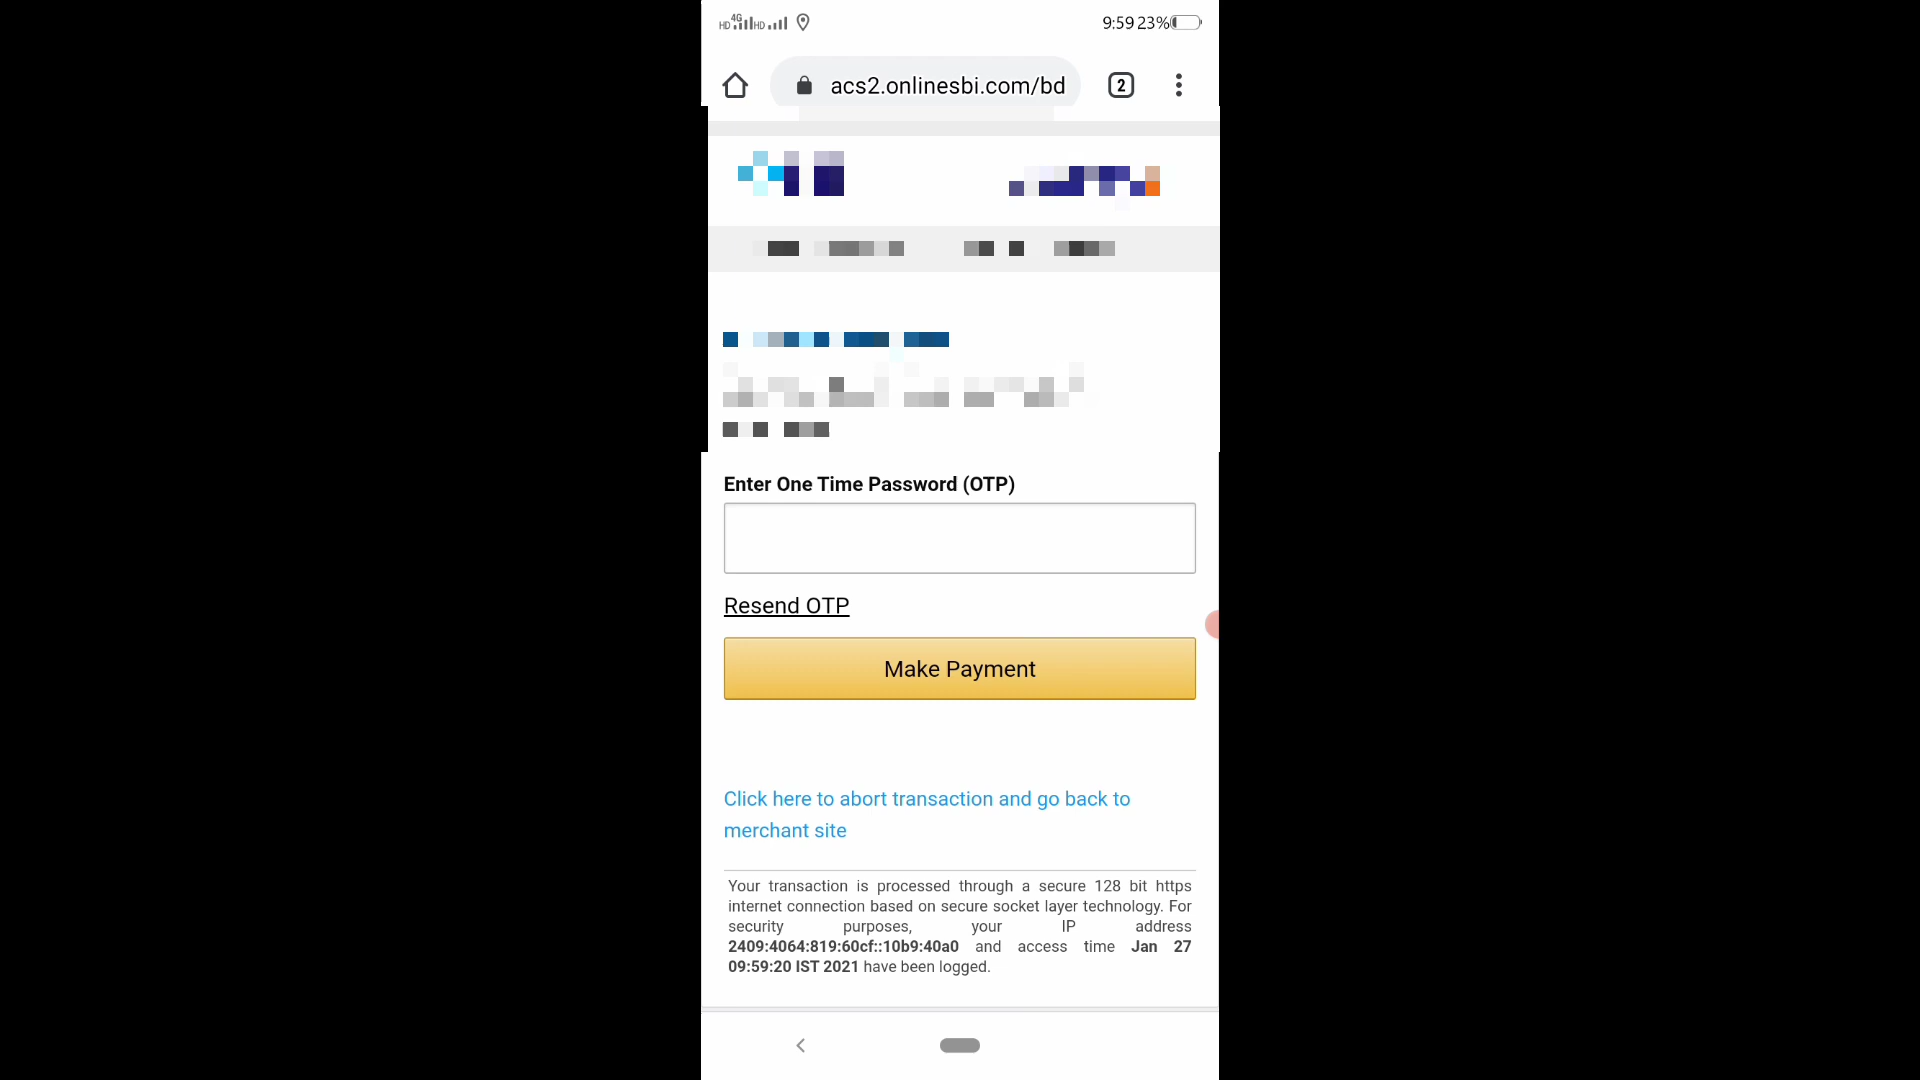 HD 4G HD 9:59 23%
acs2.onlinesbi.com/bd 2
Enter One Time Password (OTP)
Resend OTP
Make Payment
Click here to abort transaction and go back to
merchant site
Your transaction is processed through a secure 128 bit https
internet connection based on secure socket layer technology. For
security purposes, your IP address
2409:4064:819:60cf::10b9:40a0 and access time Jan 27
09:59:20 IST 2021 have been logged.